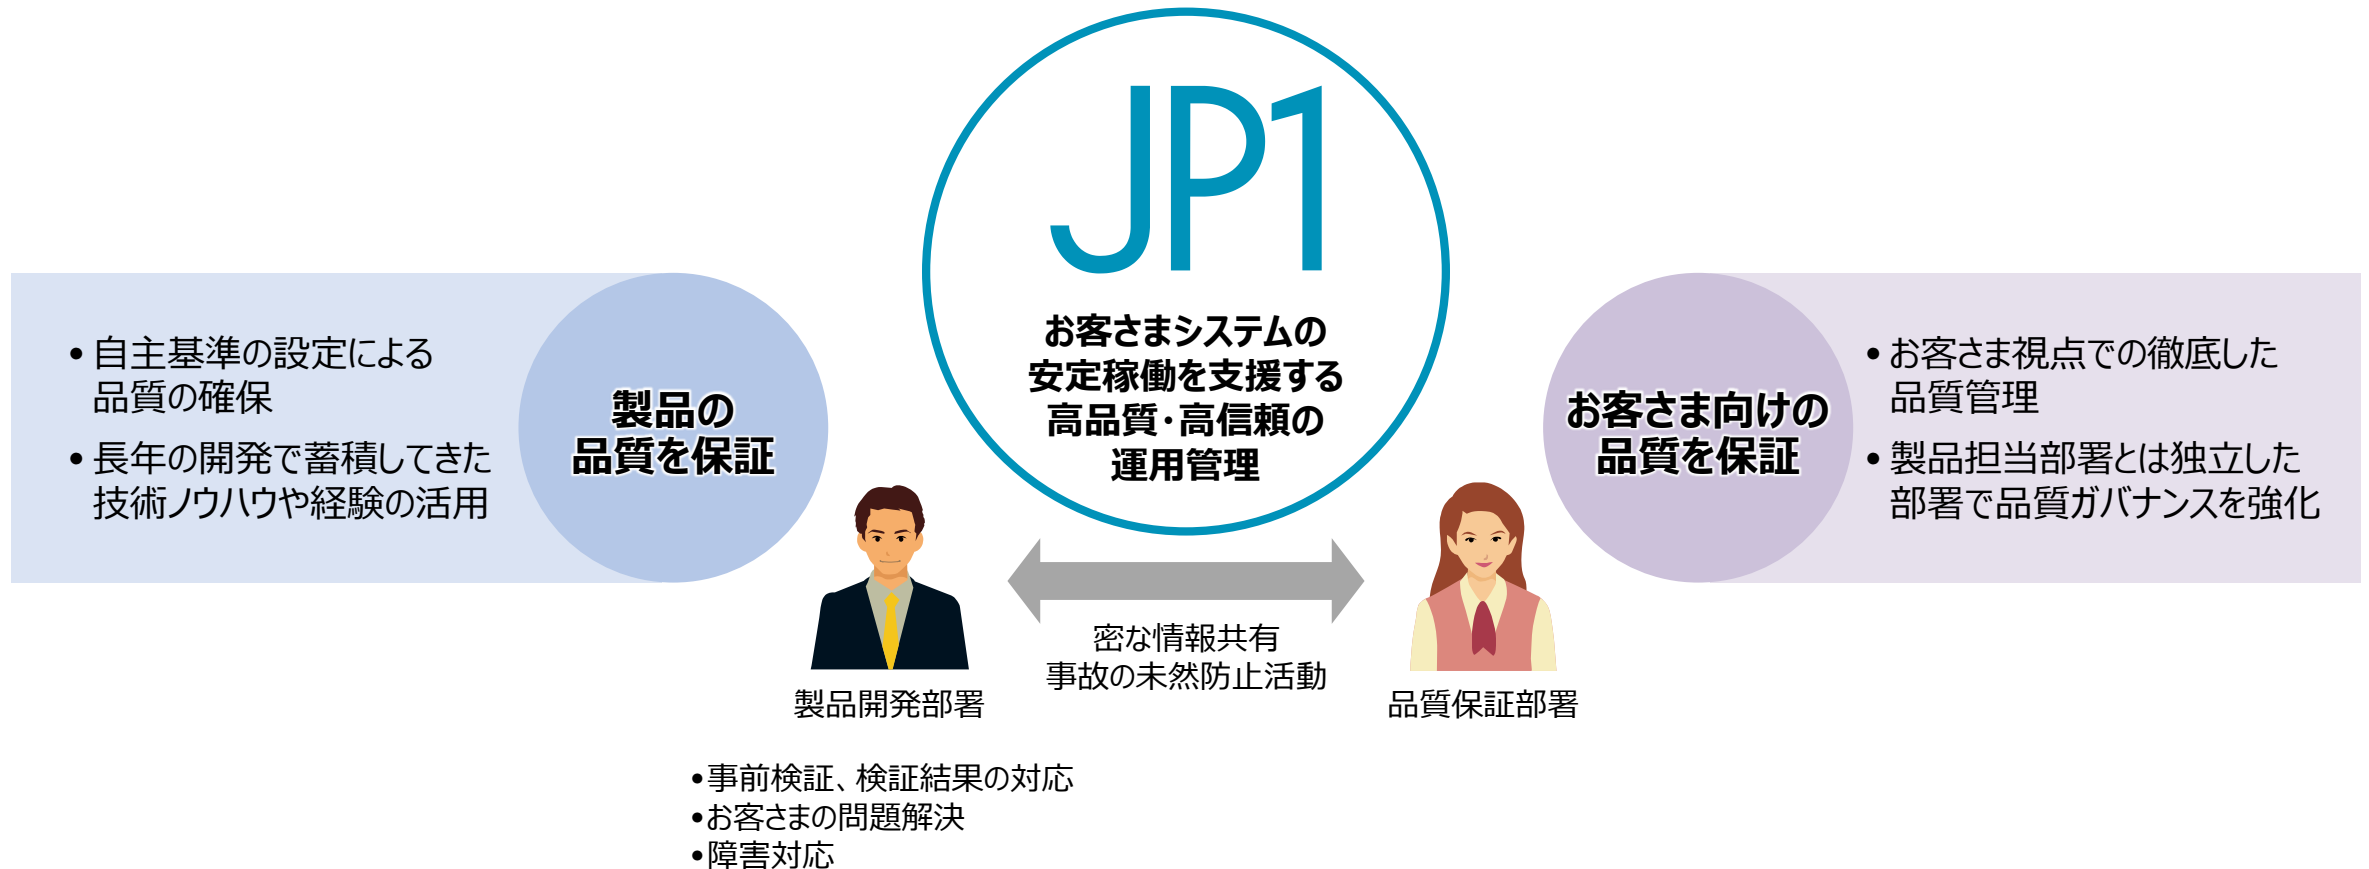 JP1
お客さまシステムの
安定稼働を支援する
高品質・高信頼の
運用管理
• 自主基準の設定による
品質の確保
• 長年の開発で蓄積してきた
技術ノウハウや経験の活用
製品の
品質を保証
お客さま向けの
品質を保証
• お客さま視点での徹底した
品質管理
• 製品担当部署とは独立した
部署で品質ガバナンスを強化
密な情報共有
事故の未然防止活動
製品開発部署
品質保証部署
•事前検証、検証結果の対応
•お客さまの問題解決
•障害対応